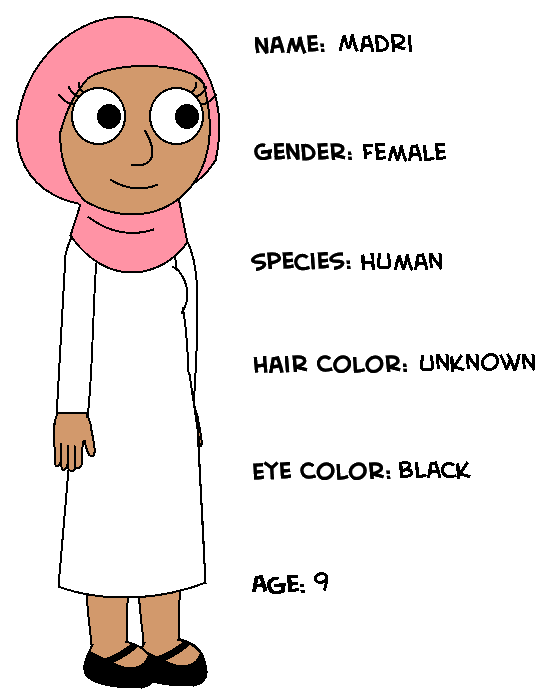 NAME: MADRI
GENDER: FEMALE
SPECIES: HUMAN
HAIR COLOR: UNKNOWN
EYE COLOR: BLACK
AGE: 9